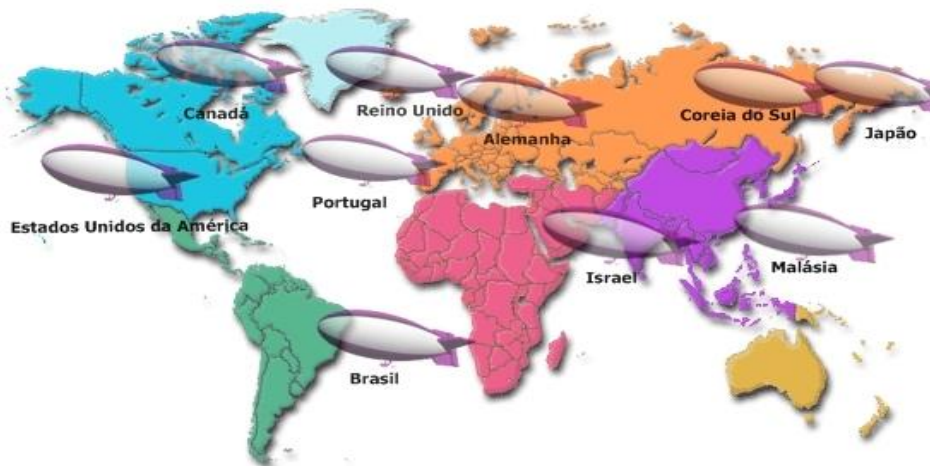 Canadá
Reino Unido
Alemanha
Coreia do Sul
Japão
Portugal
Estados Unidos da América
Israel
Malásia
Brasil